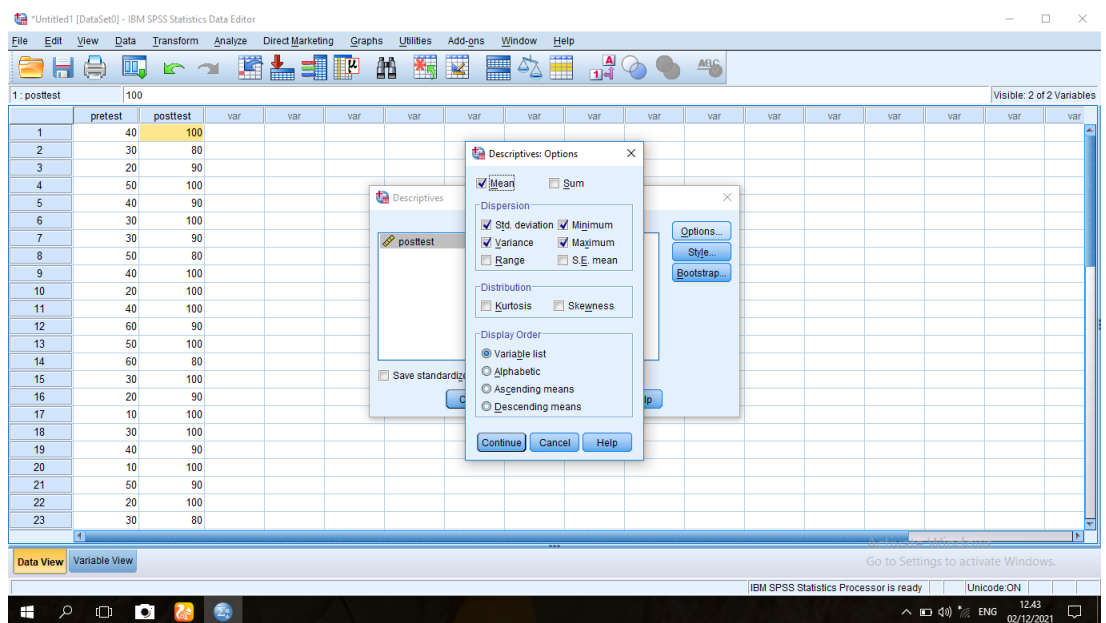 *Untitled1 [DataSet0] - IBM SPSS Statistics Data Editor
File Edit View Data Transform Analyze Direct Marketing Graphs Utilities Add-ons Window Help
1 : posttest 100 Visible: 2 of 2 Variables
pretest posttest var var var var var var var var var var var var var var var
1 40 100
2 30 80
3 20 90
4 50 100
5 40 90
6 30 100
7 30 90
8 50 80
9 40 100
10 20 100
11 40 100
12 60 90
13 50 100
14 60 80
15 30 100
16 20 90
17 10 100
18 30 100
19 40 90
20 10 100
21 50 90
22 20 100
23 30 80
Descriptives
posttest
Options...
Style...
Bootstrap...
Save standardize
Descriptives: Options
Mean Sum
Dispersion
Std. deviation Minimum
Variance Maximum
Range S.E. mean
Distribution
Kurtosis Skewness
Display Order
Variable list
Alphabetic
Ascending means
Descending means
Continue Cancel Help
Data View Variable View
Go to Settings to activate Windows.
IBM SPSS Statistics Processor is ready Unicode:ON
ENG 12.43
02/12/2021